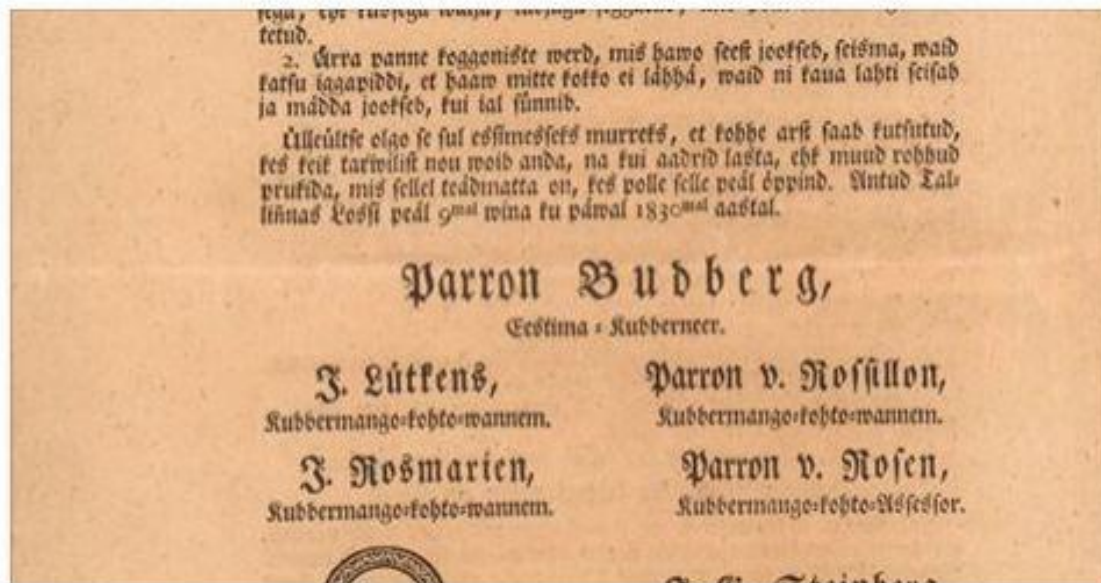 tetud.
2. Ärra panne koggoniste werd, mis hawo seest jookseb, seisma, waid
katsu iggapiddi, et haaw mitte kokko ei lähhä, waid ni kaua lahti seisab
ja mädda jookseb, kui ial sünnib.
Ülleültse olgo se sul essimesseks murreks, et kohhe arst saab kutsutud,
kes keik tarwilist nou woib anda, na kui aadrid lasta, ehk muud rohhud
prukida, mis sellel teädmatta on, kes polle selle peäl öppind. Antud Tal-
liñnas Lossi peäl 9mal wina ku päwal 1830mal aastal.
Parron Budberg,
Eestima-Kubberneer.
J. Lütkens,
Parron v. Rossillon,
Kubbermango-kohto-wannem.
Kubbermango-kohto-wannem.
J. Rosmarien,
Parron v. Rosen,
Kubbermango-kohto-wannem.
Kubbermango-kohto-Assessor.